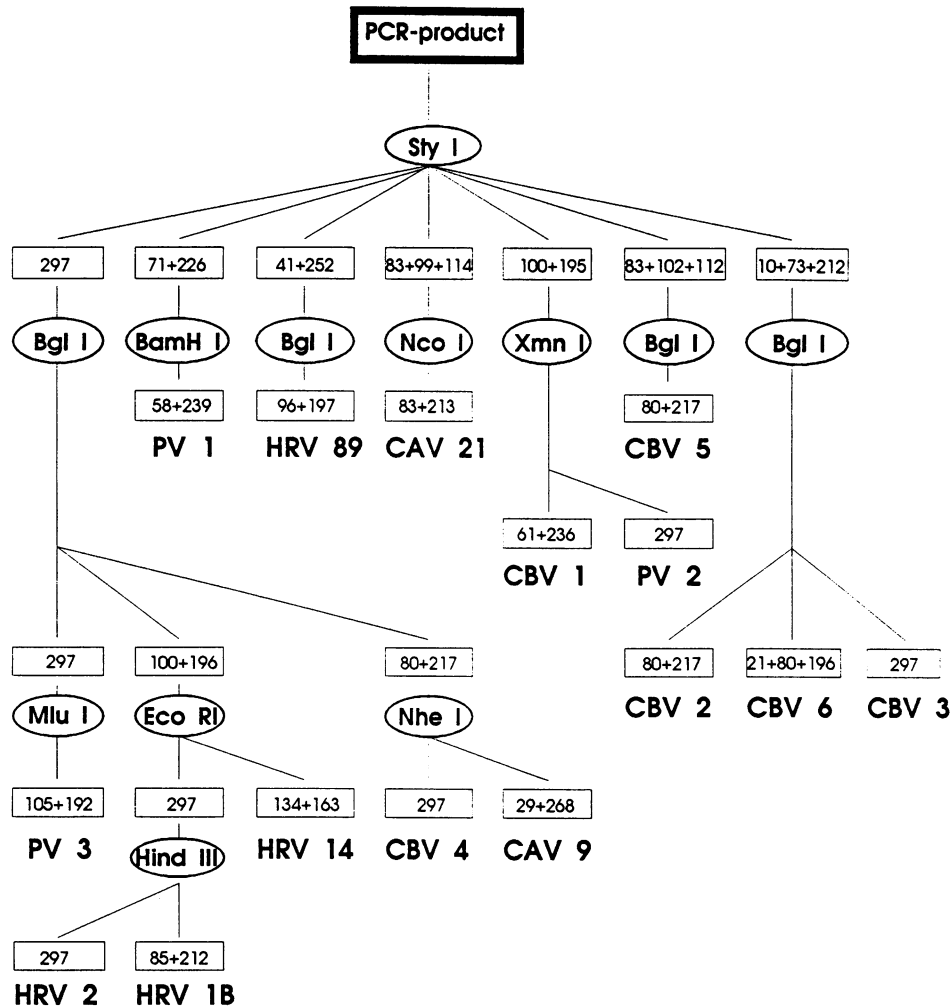 PCR-product
Sty I
297 71+226 41+252 83+99+114 100+195 83+102+112 10+73+212
Bgl I BamH I Bgl I Nco I Xmn I Bgl I Bgl I
58+239 96+197 83+213 80+217
PV 1 HRV 89 CAV 21 CBV 5
61+236 297
CBV 1 PV 2
297 100+196 80+217 80+217 21+80+196 297
CBV 2 CBV 6 CBV 3
Mlu I Eco RI Nhe I
105+192 297 134+163 297 29+268
PV 3 Hind III HRV 14 CBV 4 CAV 9
297 85+212
HRV 2 HRV 1B